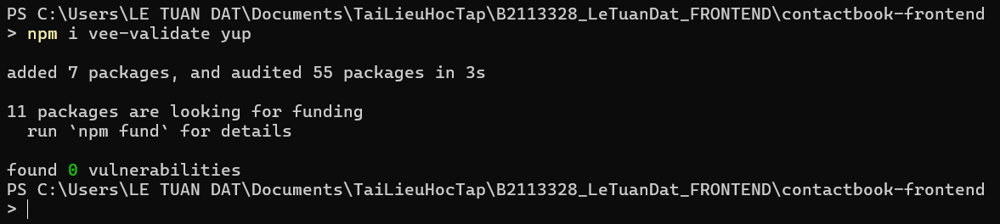 PS C:\Users\LE TUAN DAT\Documents\TaiLieuHocTap\B2113328_LeTuanDat_FRONTEND\contactbook-frontend
> npm i vee-validate yup
added 7 packages, and audited 55 packages in 3s
11 packages are looking for funding
  run `npm fund` for details
found 0 vulnerabilities
PS C:\Users\LE TUAN DAT\Documents\TaiLieuHocTap\B2113328_LeTuanDat_FRONTEND\contactbook-frontend
>